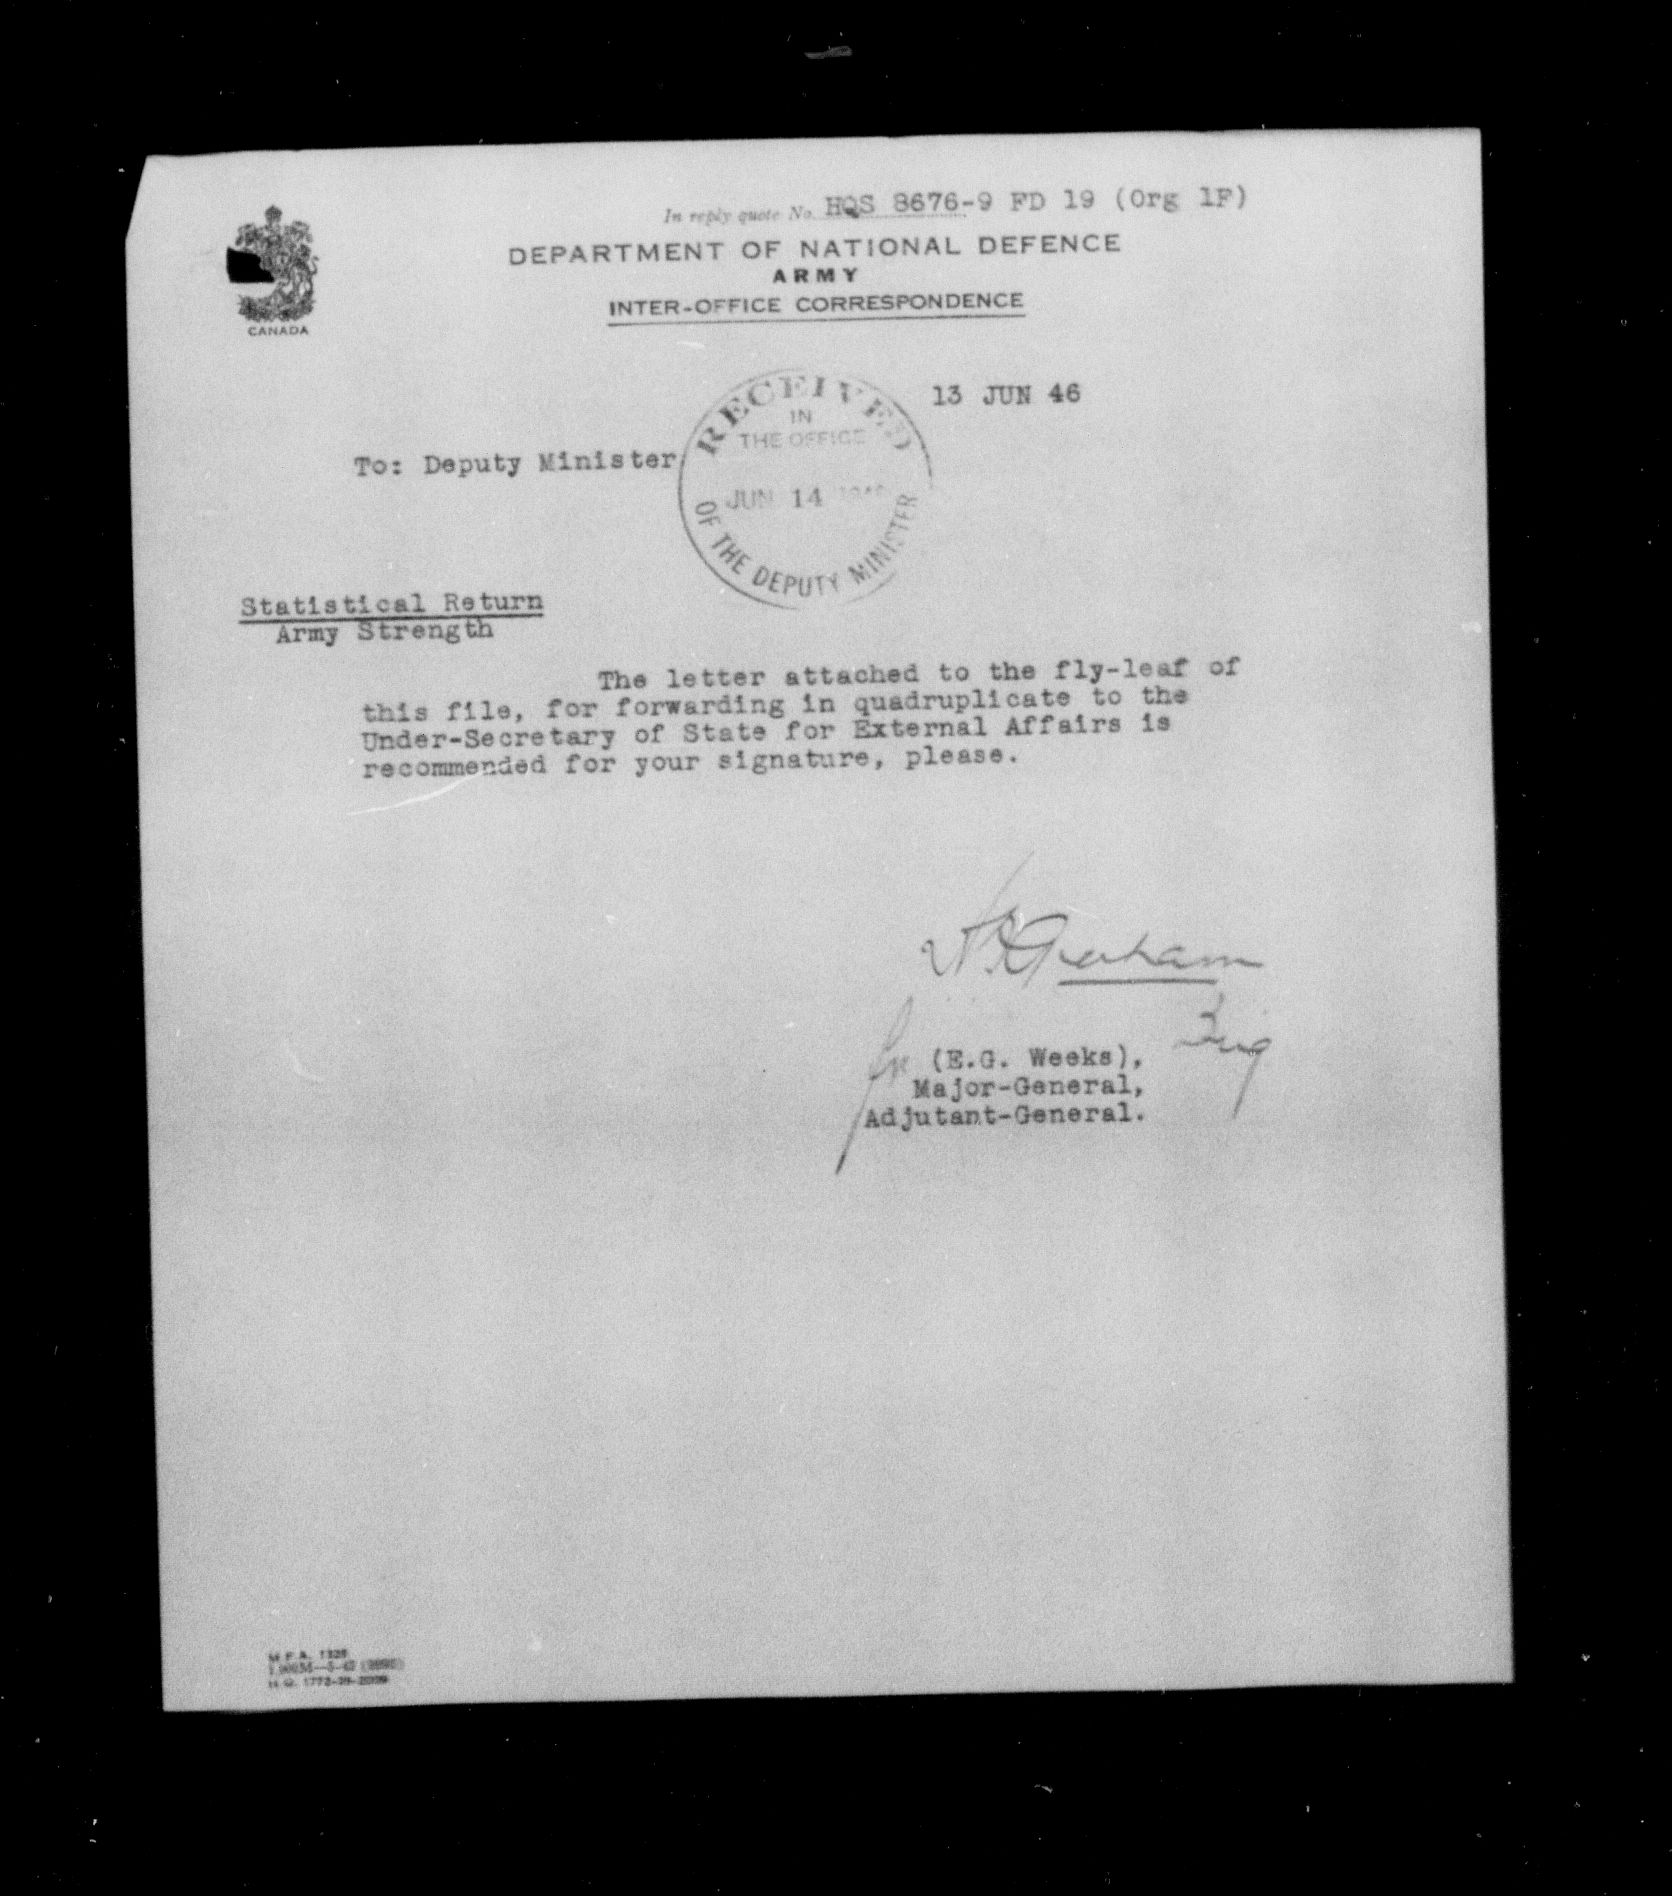 In reply quote No. HQS 8676-9 FD 19 (Org 1F)
DEPARTMENT OF NATIONAL DEFENCE
ARMY
INTER-OFFICE CORRESPONDENCE
CANADA
13 JUN 46
RECEIVED
IN
THE OFFICE
JUN 14
OF THE DEPUTY MINISTER
To: Deputy Minister
Statistical Return
Army Strength
The letter attached to the fly-leaf of
this file, for forwarding in quadruplicate to the
Under-Secretary of State for External Affairs is
recommended for your signature, please.
Graham
Brig
for (E.G. Weeks),
Major-General,
Adjutant-General.